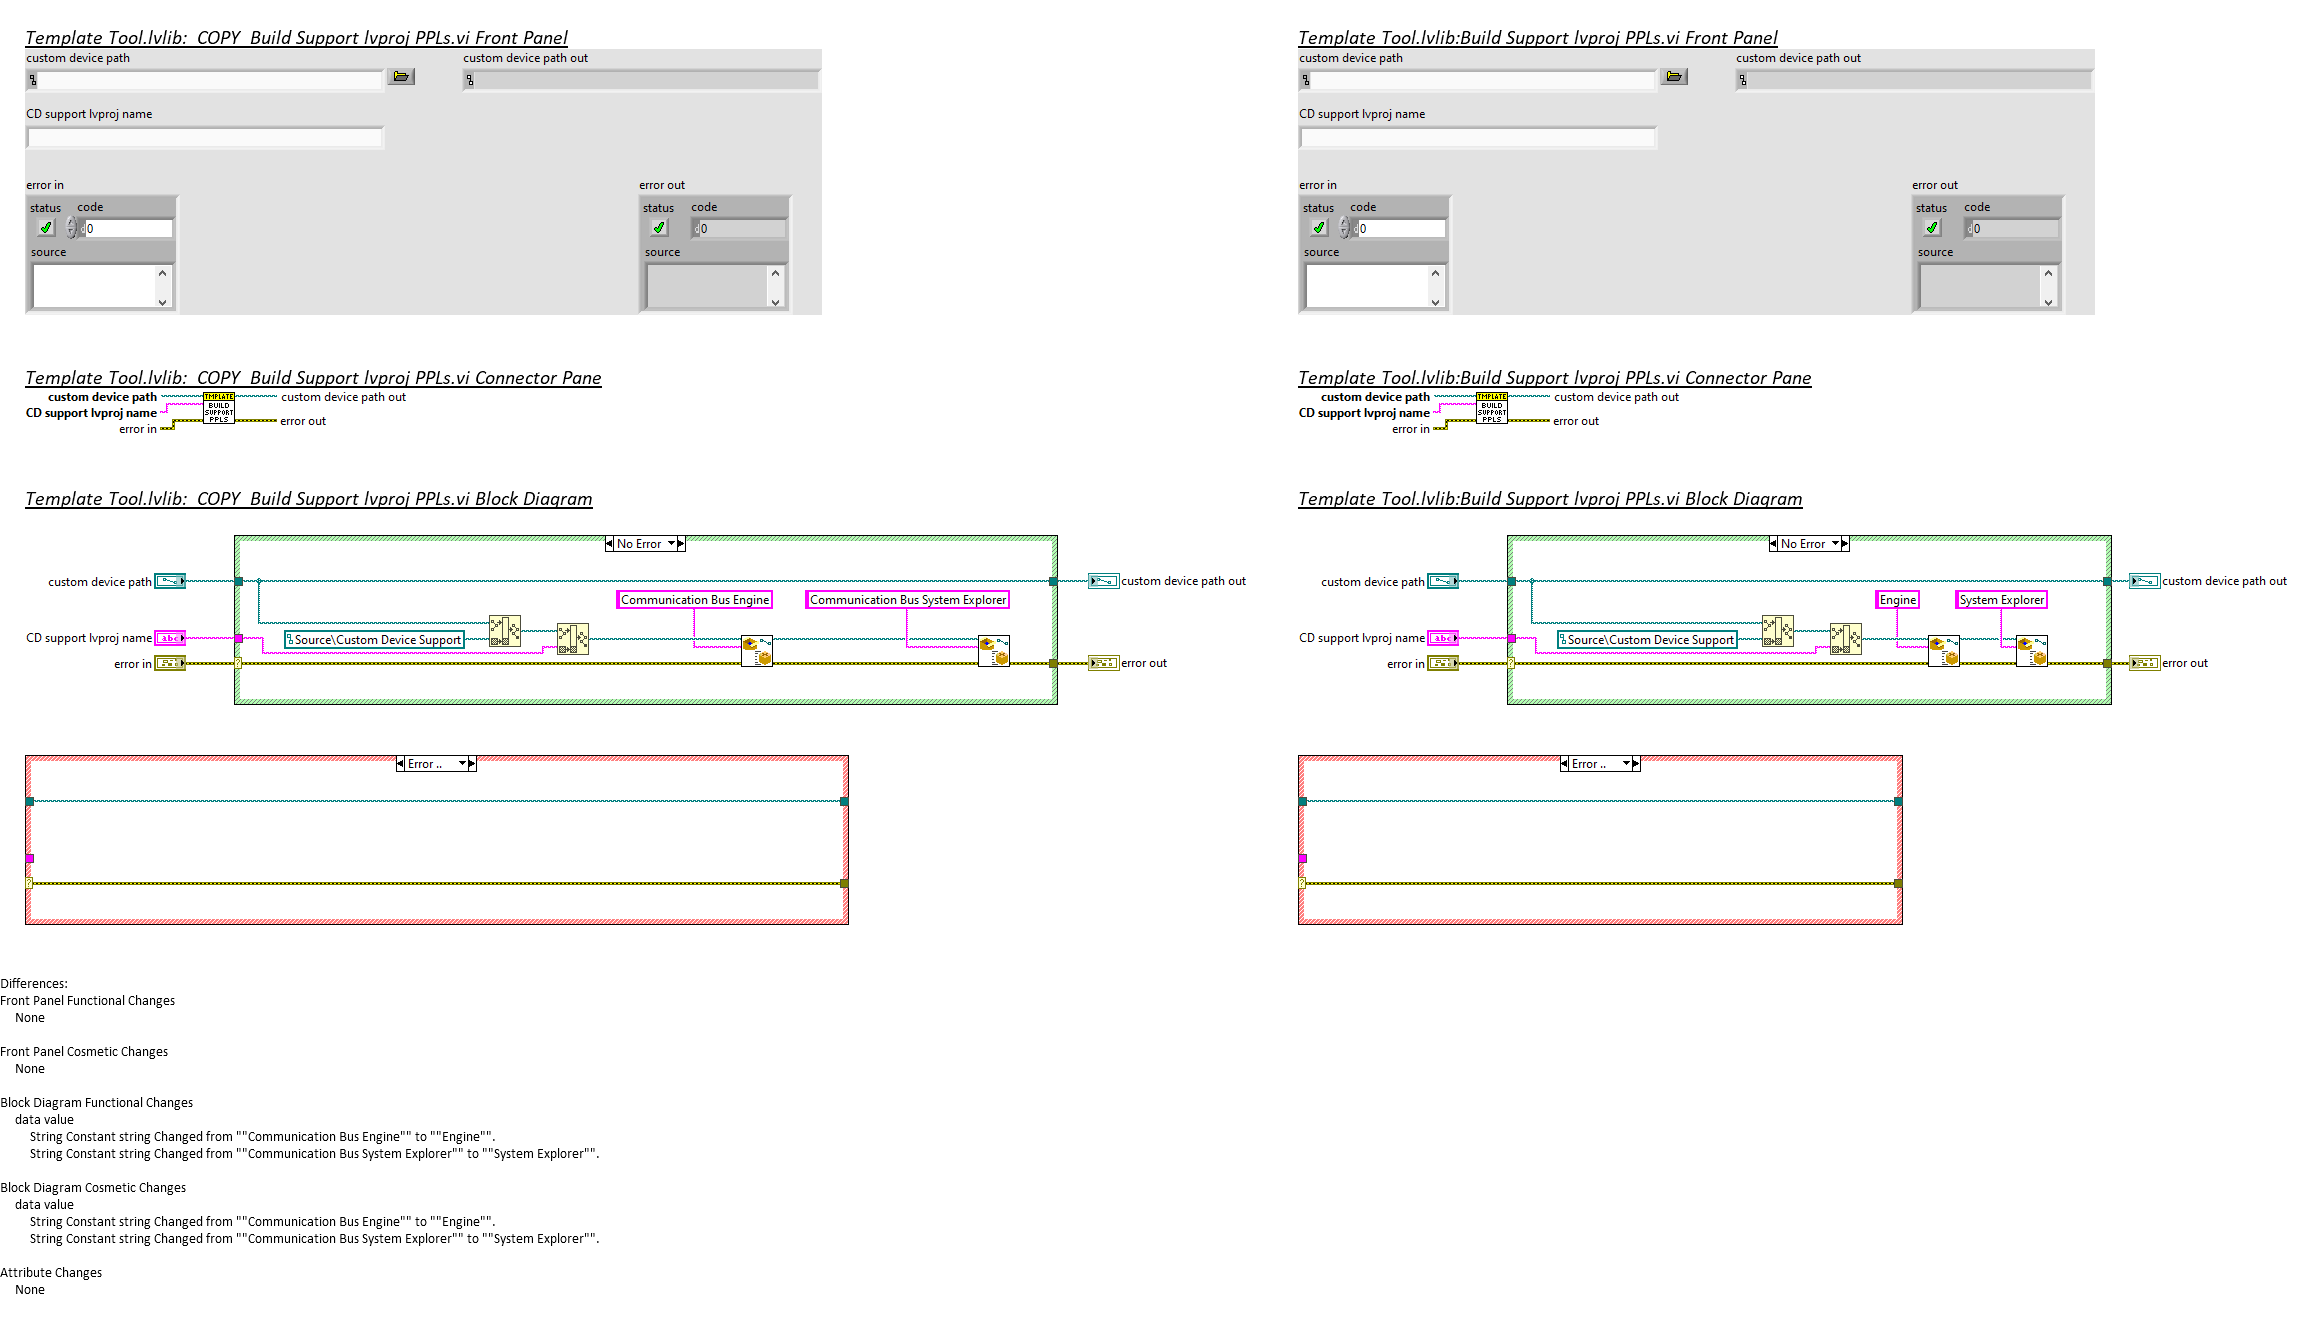 Template Tool.lvlib:  COPY  Build Support lvproj PPLs.vi Front Panel
custom device path
custom device path out
CD support lvproj name
error in
status
code
d
0
source
error out
status
code
d
0
source
Template Tool.lvlib:  COPY  Build Support lvproj PPLs.vi Connector Pane
custom device path
CD support lvproj name
error in
TMPLATE
BUILD
SUPPORT
PPLS
custom device path out
error out
Template Tool.lvlib:  COPY  Build Support lvproj PPLs.vi Block Diagram
No Error
custom device path
custom device path out
Communication Bus Engine
Communication Bus System Explorer
CD support lvproj name
abc
Source\Custom Device Support
error in
?
error out
Error ..
?
Template Tool.lvlib:Build Support lvproj PPLs.vi Front Panel
custom device path
custom device path out
CD support lvproj name
error in
status
code
d
0
source
error out
status
code
d
0
source
Template Tool.lvlib:Build Support lvproj PPLs.vi Connector Pane
custom device path
CD support lvproj name
error in
TMPLATE
BUILD
SUPPORT
PPLS
custom device path out
error out
Template Tool.lvlib:Build Support lvproj PPLs.vi Block Diagram
No Error
custom device path
custom device path out
Engine
System Explorer
CD support lvproj name
abc
Source\Custom Device Support
error in
?
error out
Error ..
?
Differences:
Front Panel Functional Changes
None
Front Panel Cosmetic Changes
None
Block Diagram Functional Changes
data value
String Constant string Changed from ""Communication Bus Engine"" to ""Engine"".
String Constant string Changed from ""Communication Bus System Explorer"" to ""System Explorer"".
Block Diagram Cosmetic Changes
data value
String Constant string Changed from ""Communication Bus Engine"" to ""Engine"".
String Constant string Changed from ""Communication Bus System Explorer"" to ""System Explorer"".
Attribute Changes
None